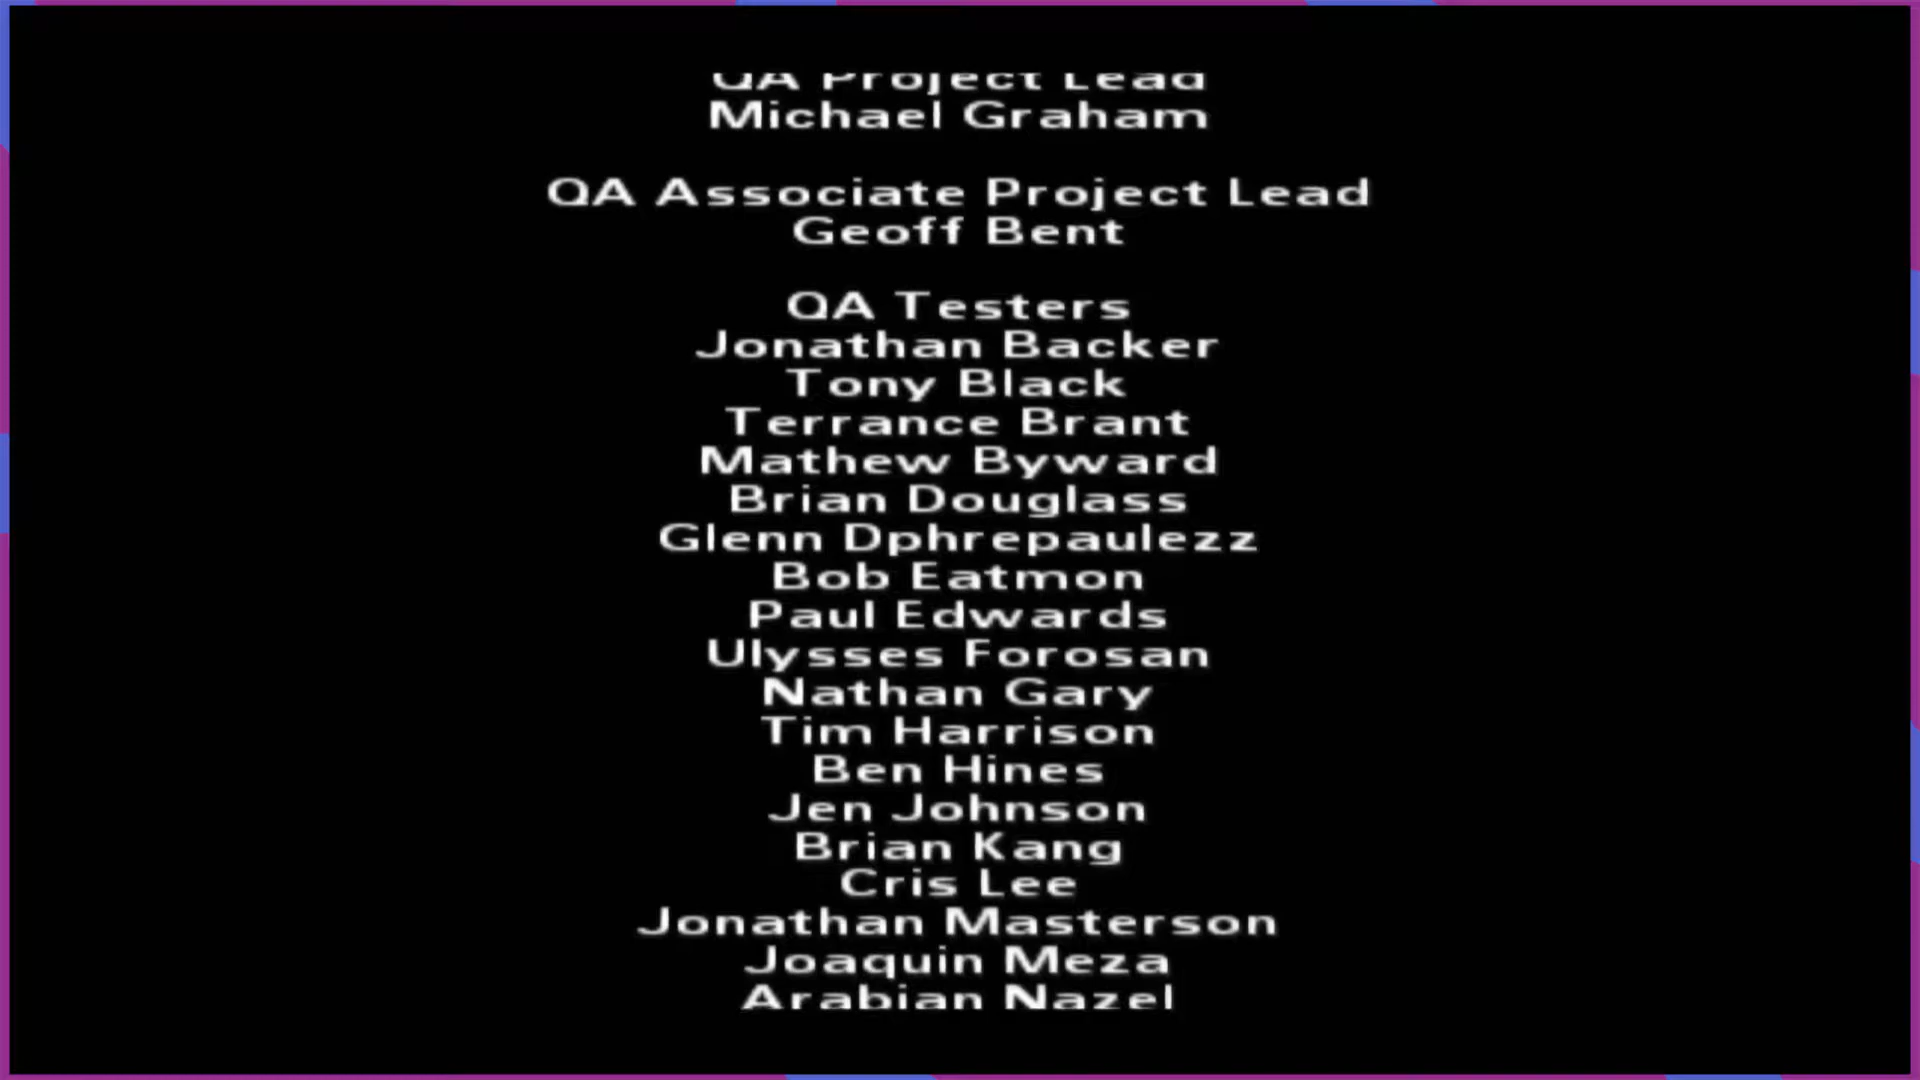 QA Project Lead
Michael Graham
QA Associate Project Lead
Geoff Bent
QA Testers
Jonathan Backer
Tony Black
Terrance Brant
Mathew Byward
Brian Douglass
Glenn Dphrepaulezz
Bob Eatmon
Paul Edwards
Ulysses Forosan
Nathan Gary
Tim Harrison
Ben Hines
Jen Johnson
Brian Kang
Cris Lee
Jonathan Masterson
Joaquin Meza
Arabian Nazel